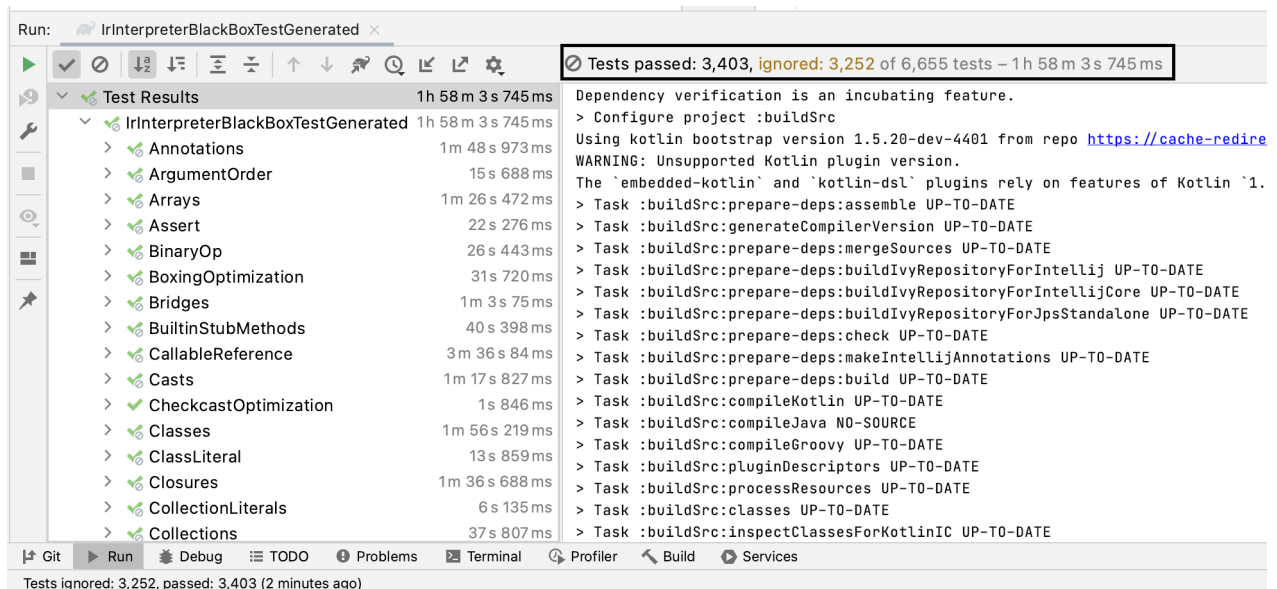 Run: IrInterpreterBlackBoxTestGenerated
Tests passed: 3,403, ignored: 3,252 of 6,655 tests – 1 h 58 m 3 s 745 ms
Test Results 1 h 58 m 3 s 745 ms
IrInterpreterBlackBoxTestGenerated 1 h 58 m 3 s 745 ms
Annotations 1 m 48 s 973 ms
ArgumentOrder 15 s 688 ms
Arrays 1 m 26 s 472 ms
Assert 22 s 276 ms
BinaryOp 26 s 443 ms
BoxingOptimization 31 s 720 ms
Bridges 1 m 3 s 75 ms
BuiltinStubMethods 40 s 398 ms
CallableReference 3 m 36 s 84 ms
Casts 1 m 17 s 827 ms
CheckcastOptimization 1 s 846 ms
Classes 1 m 56 s 219 ms
ClassLiteral 13 s 859 ms
Closures 1 m 36 s 688 ms
CollectionLiterals 6 s 135 ms
Collections 37 s 807 ms
Dependency verification is an incubating feature.
> Configure project :buildSrc
Using kotlin bootstrap version 1.5.20-dev-4401 from repo https://cache-redire
WARNING: Unsupported Kotlin plugin version.
The `embedded-kotlin` and `kotlin-dsl` plugins rely on features of Kotlin `1.
> Task :buildSrc:prepare-deps:assemble UP-TO-DATE
> Task :buildSrc:generateCompilerVersion UP-TO-DATE
> Task :buildSrc:prepare-deps:mergeSources UP-TO-DATE
> Task :buildSrc:prepare-deps:buildIvyRepositoryForIntellij UP-TO-DATE
> Task :buildSrc:prepare-deps:buildIvyRepositoryForIntellijCore UP-TO-DATE
> Task :buildSrc:prepare-deps:buildIvyRepositoryForJpsStandalone UP-TO-DATE
> Task :buildSrc:prepare-deps:check UP-TO-DATE
> Task :buildSrc:prepare-deps:makeIntellijAnnotations UP-TO-DATE
> Task :buildSrc:prepare-deps:build UP-TO-DATE
> Task :buildSrc:compileKotlin UP-TO-DATE
> Task :buildSrc:compileJava NO-SOURCE
> Task :buildSrc:compileGroovy UP-TO-DATE
> Task :buildSrc:pluginDescriptors UP-TO-DATE
> Task :buildSrc:processResources UP-TO-DATE
> Task :buildSrc:classes UP-TO-DATE
> Task :buildSrc:inspectClassesForKotlinIC UP-TO-DATE
Git Run Debug TODO Problems Terminal Profiler Build Services
Tests ignored: 3,252, passed: 3,403 (2 minutes ago)